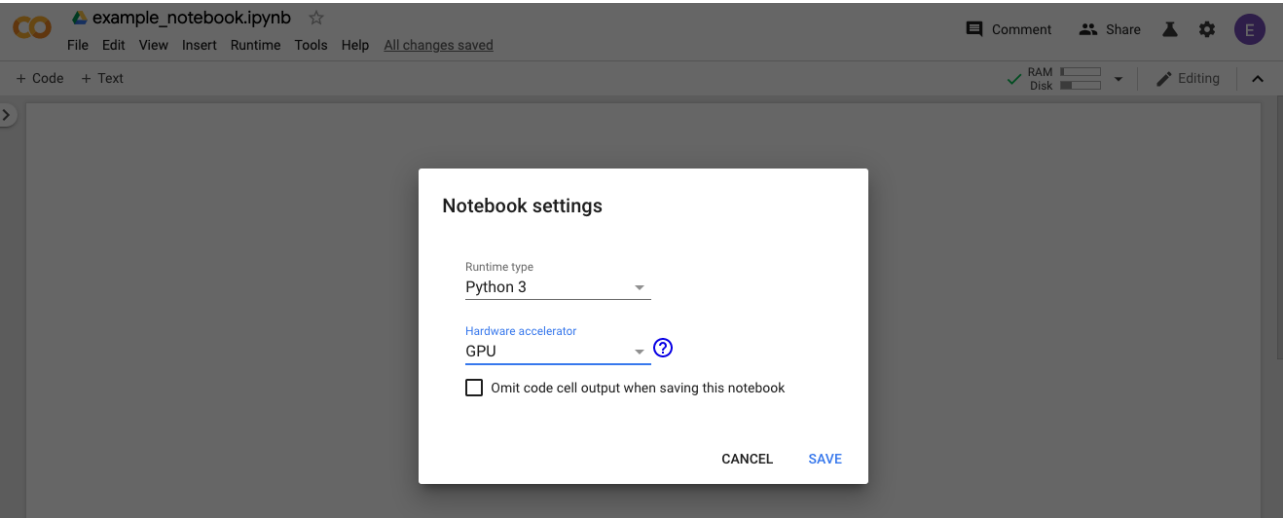 example_notebook.ipynb
Comment Share E
File Edit View Insert Runtime Tools Help All changes saved
+ Code + Text
RAM
Disk
Editing
Notebook settings
Runtime type
Python 3
Hardware accelerator
GPU ?
Omit code cell output when saving this notebook
CANCEL SAVE